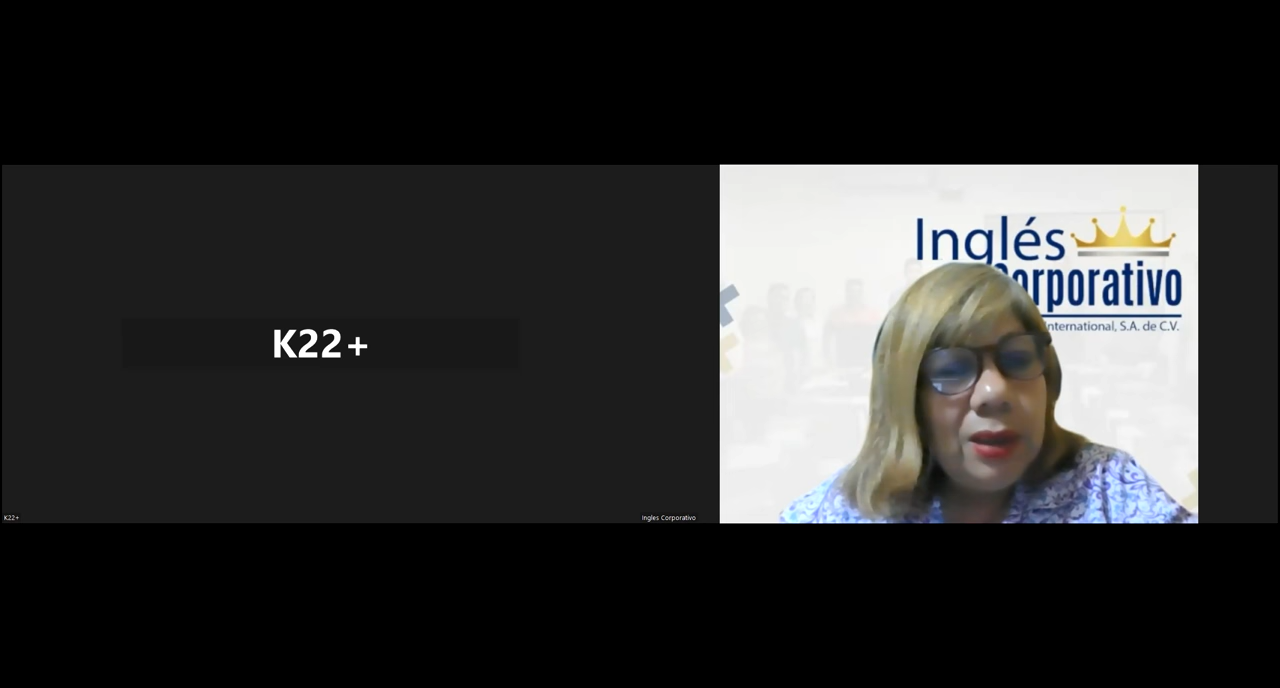 K22+
Inglés
Corporativo
International, S.A. de C.V.
K22+
Ingles Corporativo